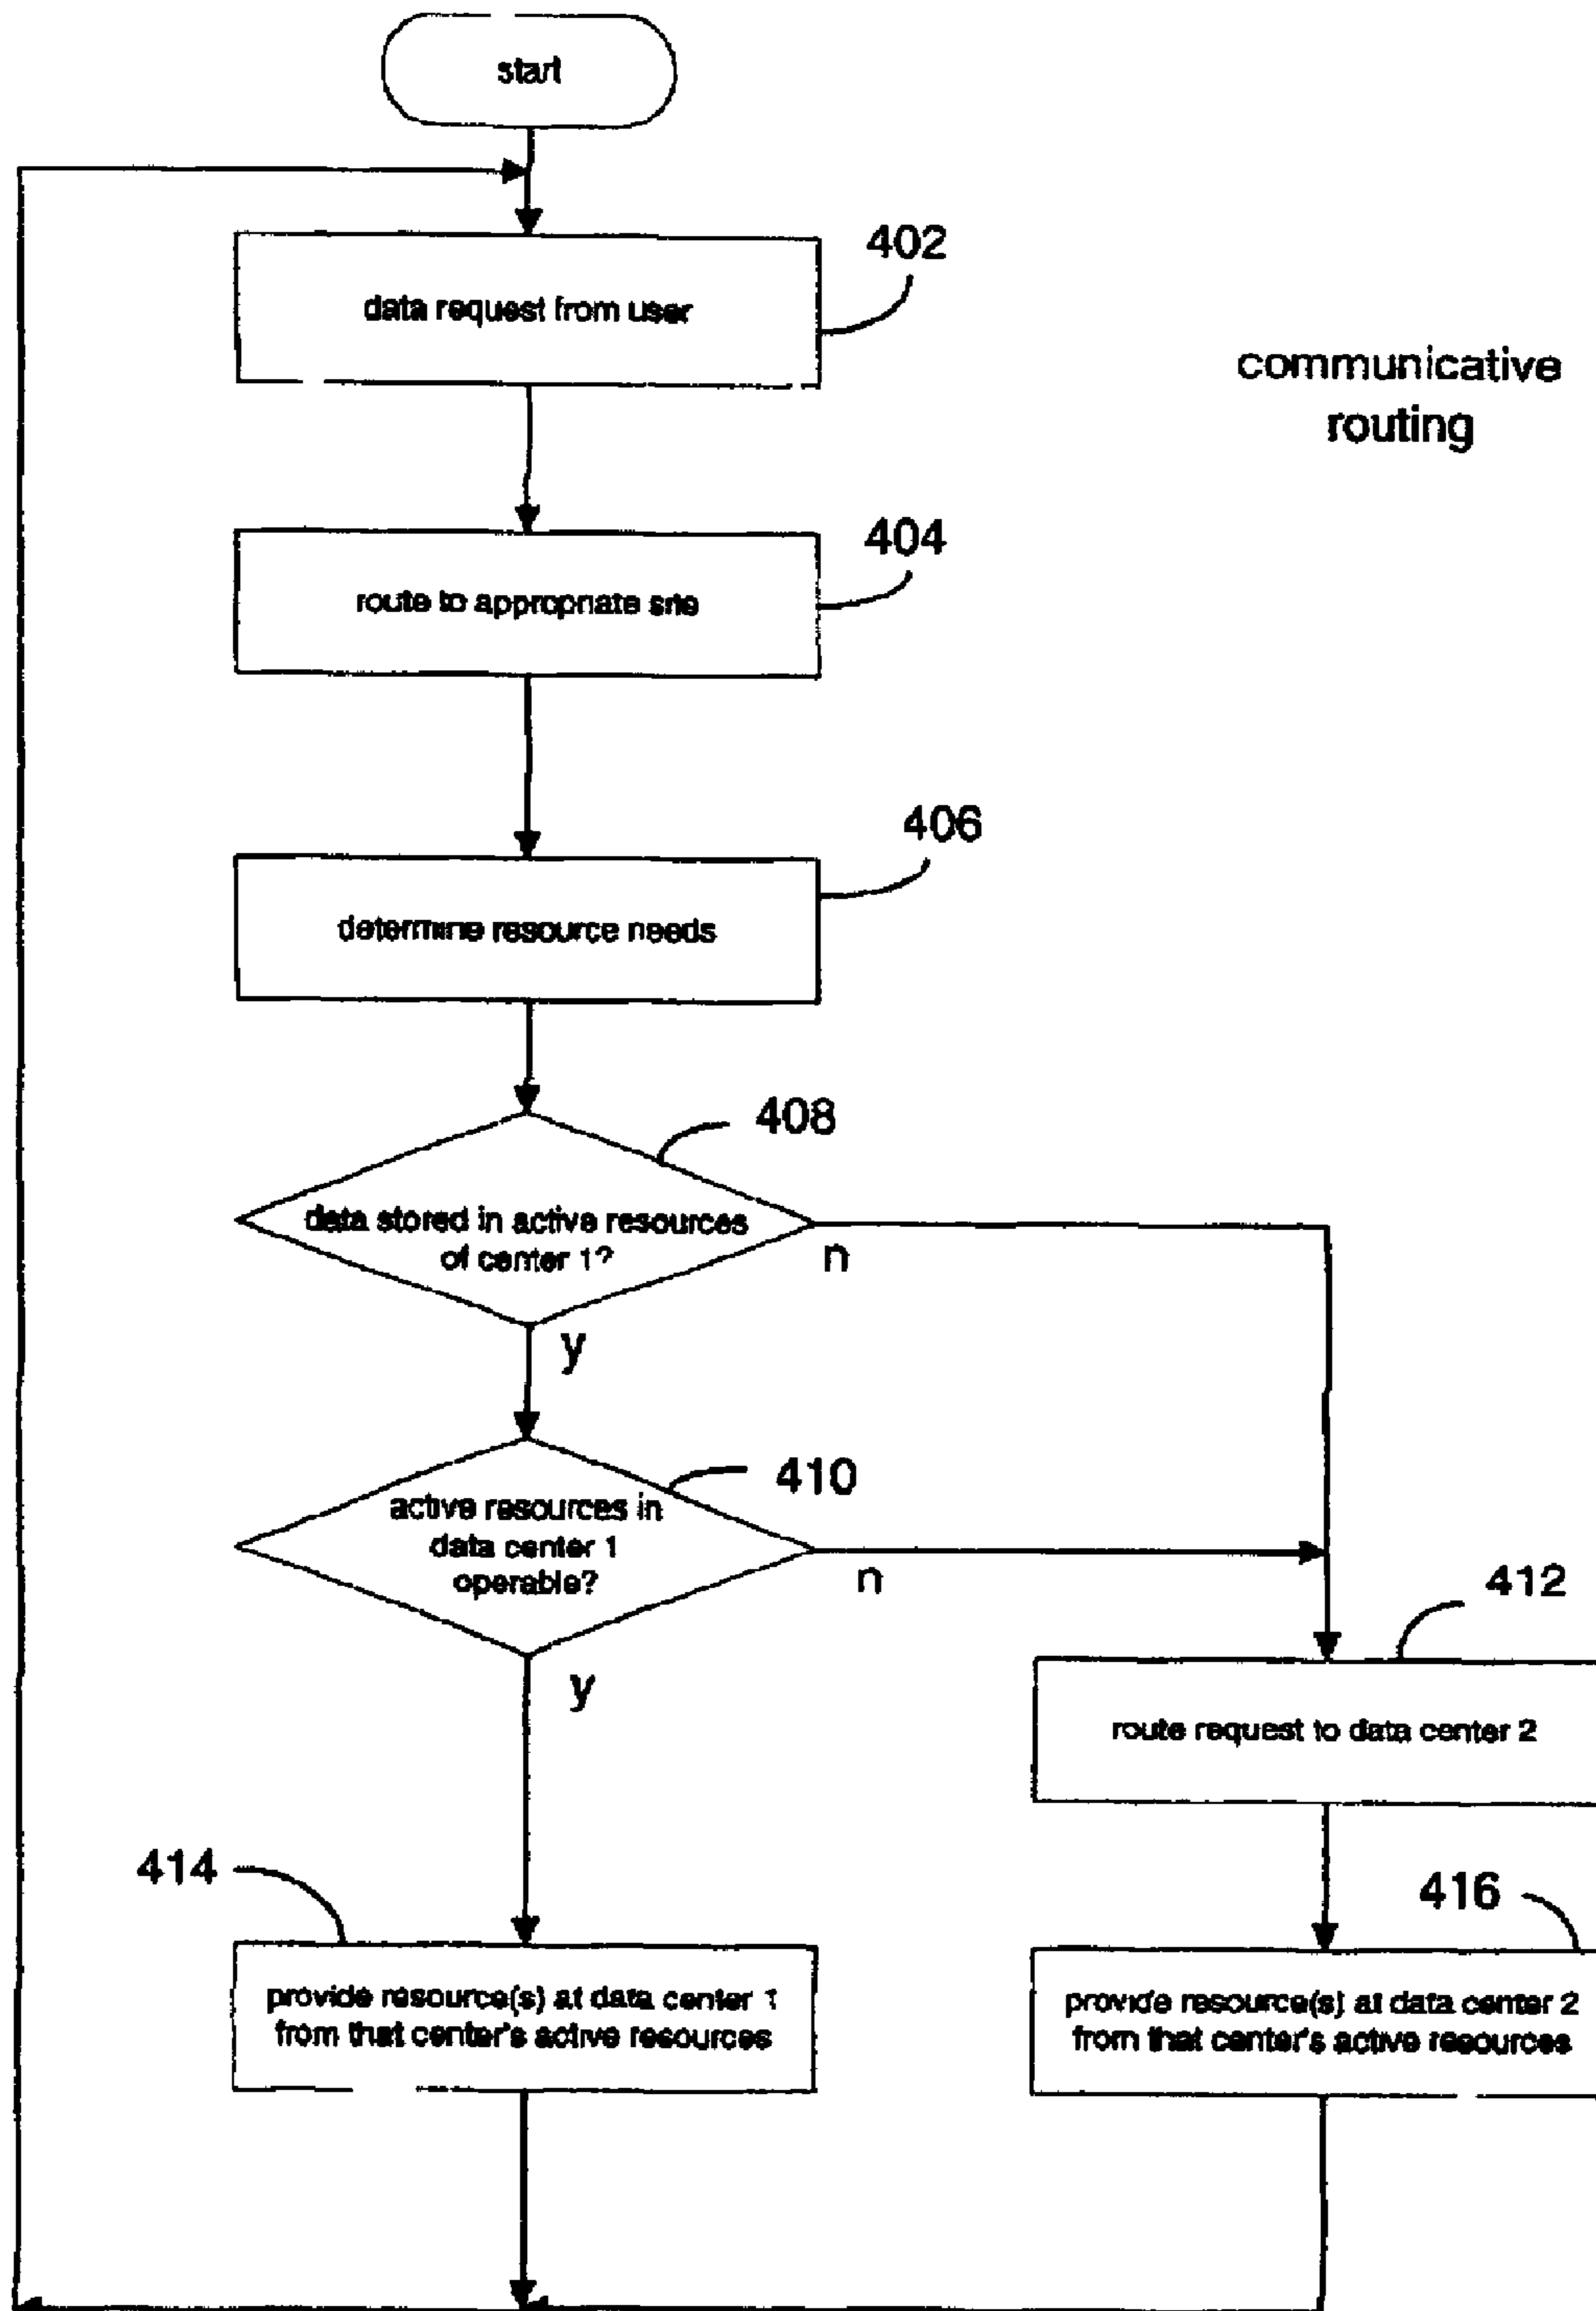 start
402
data request from user
communicative
routing
404
route to appropriate site
406
determine resource needs
408
data stored in active resources
of center 1?
n
y
410
active resources in
data center 1
operable?
n
y
412
route request to data center 2
414
416
provide resource(s) at data center 1
from that center's active resources
provide resource(s) at data center 2
from that center's active resources